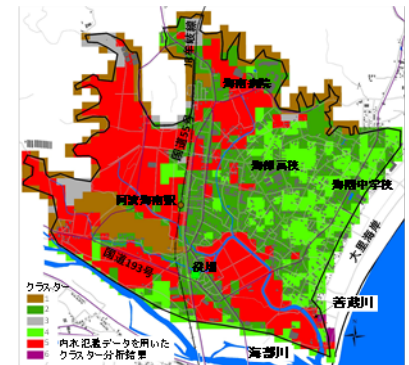 JR牟岐線
海南病院
国道55号
海部高校
海陽中学校
阿波海南駅
大里海岸
国道193号
役場
善蔵川
海部川
クラスター
1
2
3
4
5
6
内水氾濫データを用いた
クラスター分析結果